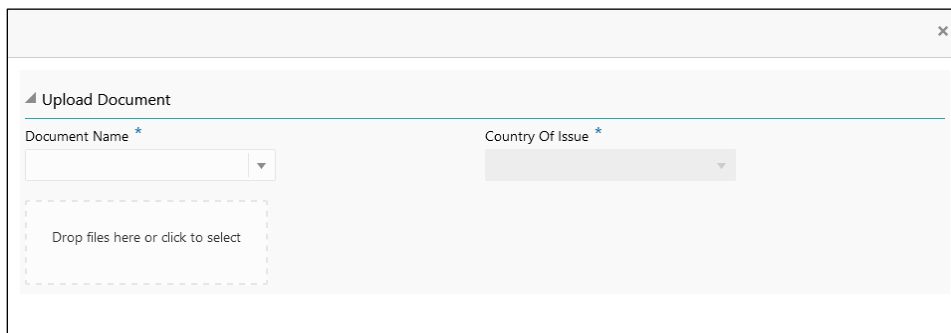 Upload Document
Document Name *
Country Of Issue *
Drop files here or click to select